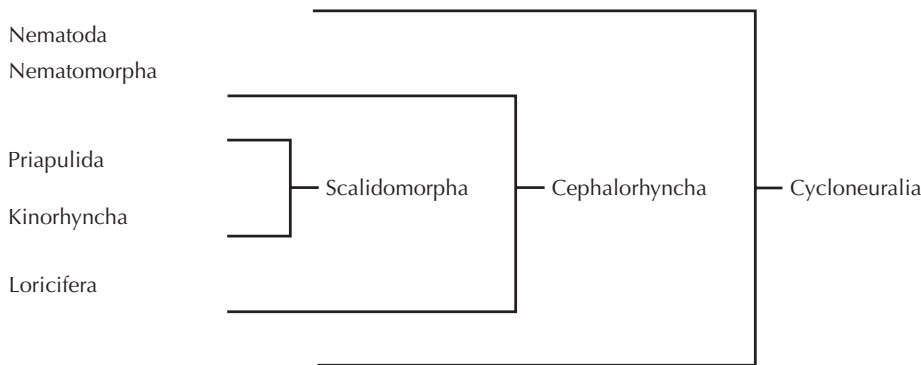 Nematoda
Nematomorpha
Priapulida
Scalidomorpha
Cephalorhyncha
Cycloneuralia
Kinorhyncha
Loricifera